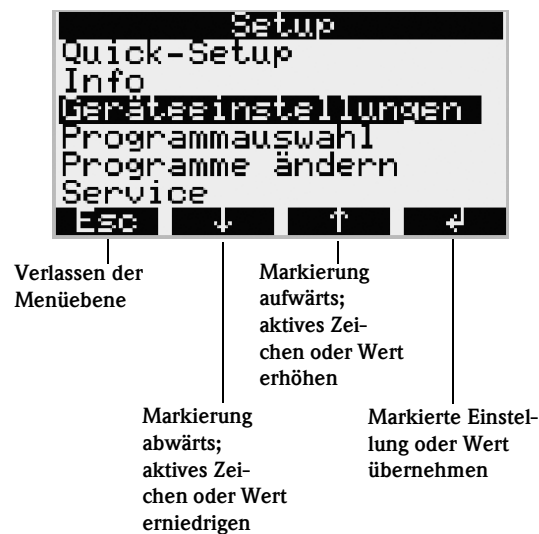 Setup
Quick-Setup
Info
Geräteeinstellungen
Programmauswahl
Programme ändern
Service
Esc ↓ ↑ ↵
Verlassen der
Menüebene
Markierung
aufwärts;
aktives Zei-
chen oder Wert
erhöhen
Markierung
abwärts;
aktives Zei-
chen oder Wert
erniedrigen
Markierte Einstel-
lung oder Wert
übernehmen